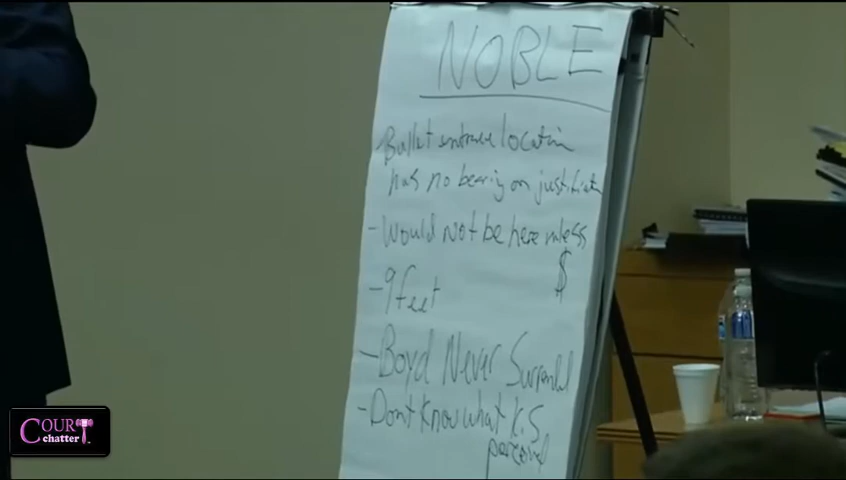 NOBLE
Bullet entrance location
has no bearing on justification
- Would not be here unless
$
- 9 feet
- Boyd Never Surrendered
- Don't Know what K.S
perceived
COURT
chatter